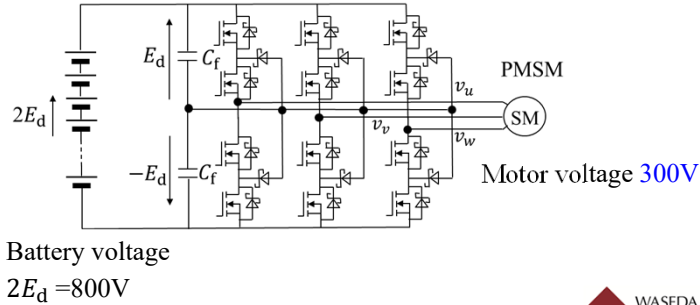 E_d
C_f
2E_d
v_u
PMSM
SM
v_v
v_w
-E_d
C_f
Motor voltage 300V
Battery voltage
2E_d =800V
WASEDA